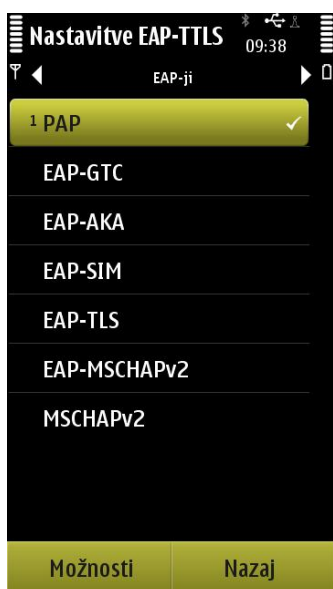 Nastavitve EAP-TTLS
09:38
EAP-ji
1 PAP
EAP-GTC
EAP-AKA
EAP-SIM
EAP-TLS
EAP-MSCHAPv2
MSCHAPv2
Možnosti Nazaj